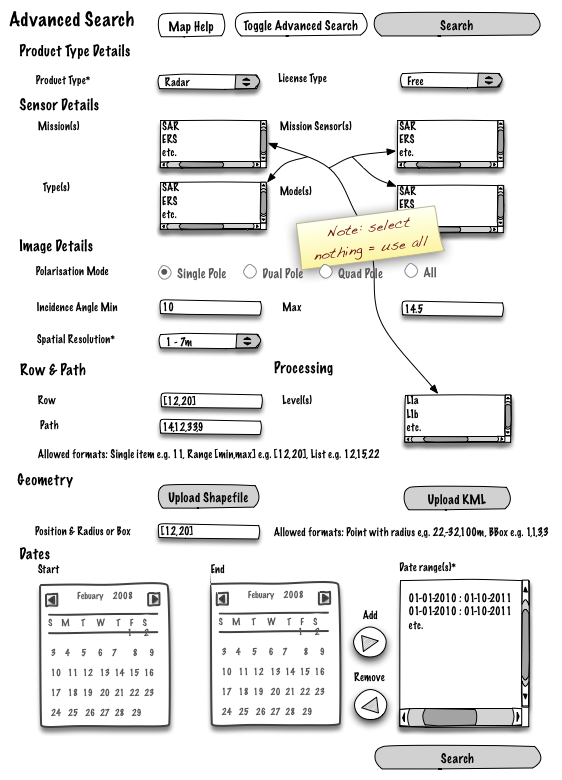 Advanced Search
Map Help
Toggle Advanced Search
Search
Product Type Details
Product Type*
Radar
License Type
Free
Sensor Details
Mission(s)
SAR
ERS
etc.
Mission Sensor(s)
SAR
ERS
etc.
Type(s)
SAR
ERS
etc.
Mode(s)
SAR
ERS
Note: select
nothing = use all
Image Details
Polarisation Mode
Single Pole
Dual Pole
Quad Pole
All
Incidence Angle Min
10
Max
14.5
Spatial Resolution*
1 - 7m
Row & Path
Processing
Row
[12,20]
Level(s)
L1a
L1b
etc.
Path
14,12,339
Allowed formats: Single item e.g. 11, Range [min,max] e.g. [12,20], List e.g. 12,15,22
Geometry
Upload Shapefile
Upload KML
Position & Radius or Box
[12,20]
Allowed formats: Point with radius e,g. 22,-32,100m, BBox e.g. 1,1,3,3
Dates
Start
Febuary 2008
S M T W T F S
1 2
3 4 5 6 7 8 9
10 11 12 13 14 15 16
17 18 19 20 21 22 23
24 25 26 27 28 29
End
Febuary 2008
S M T W T F S
1 2
3 4 5 6 7 8 9
10 11 12 13 14 15 16
17 18 19 20 21 22 23
24 25 26 27 28 29
Add
Remove
Date range(s)*
01-01-2010 : 01-10-2011
01-01-2010 : 01-10-2011
etc.
Search